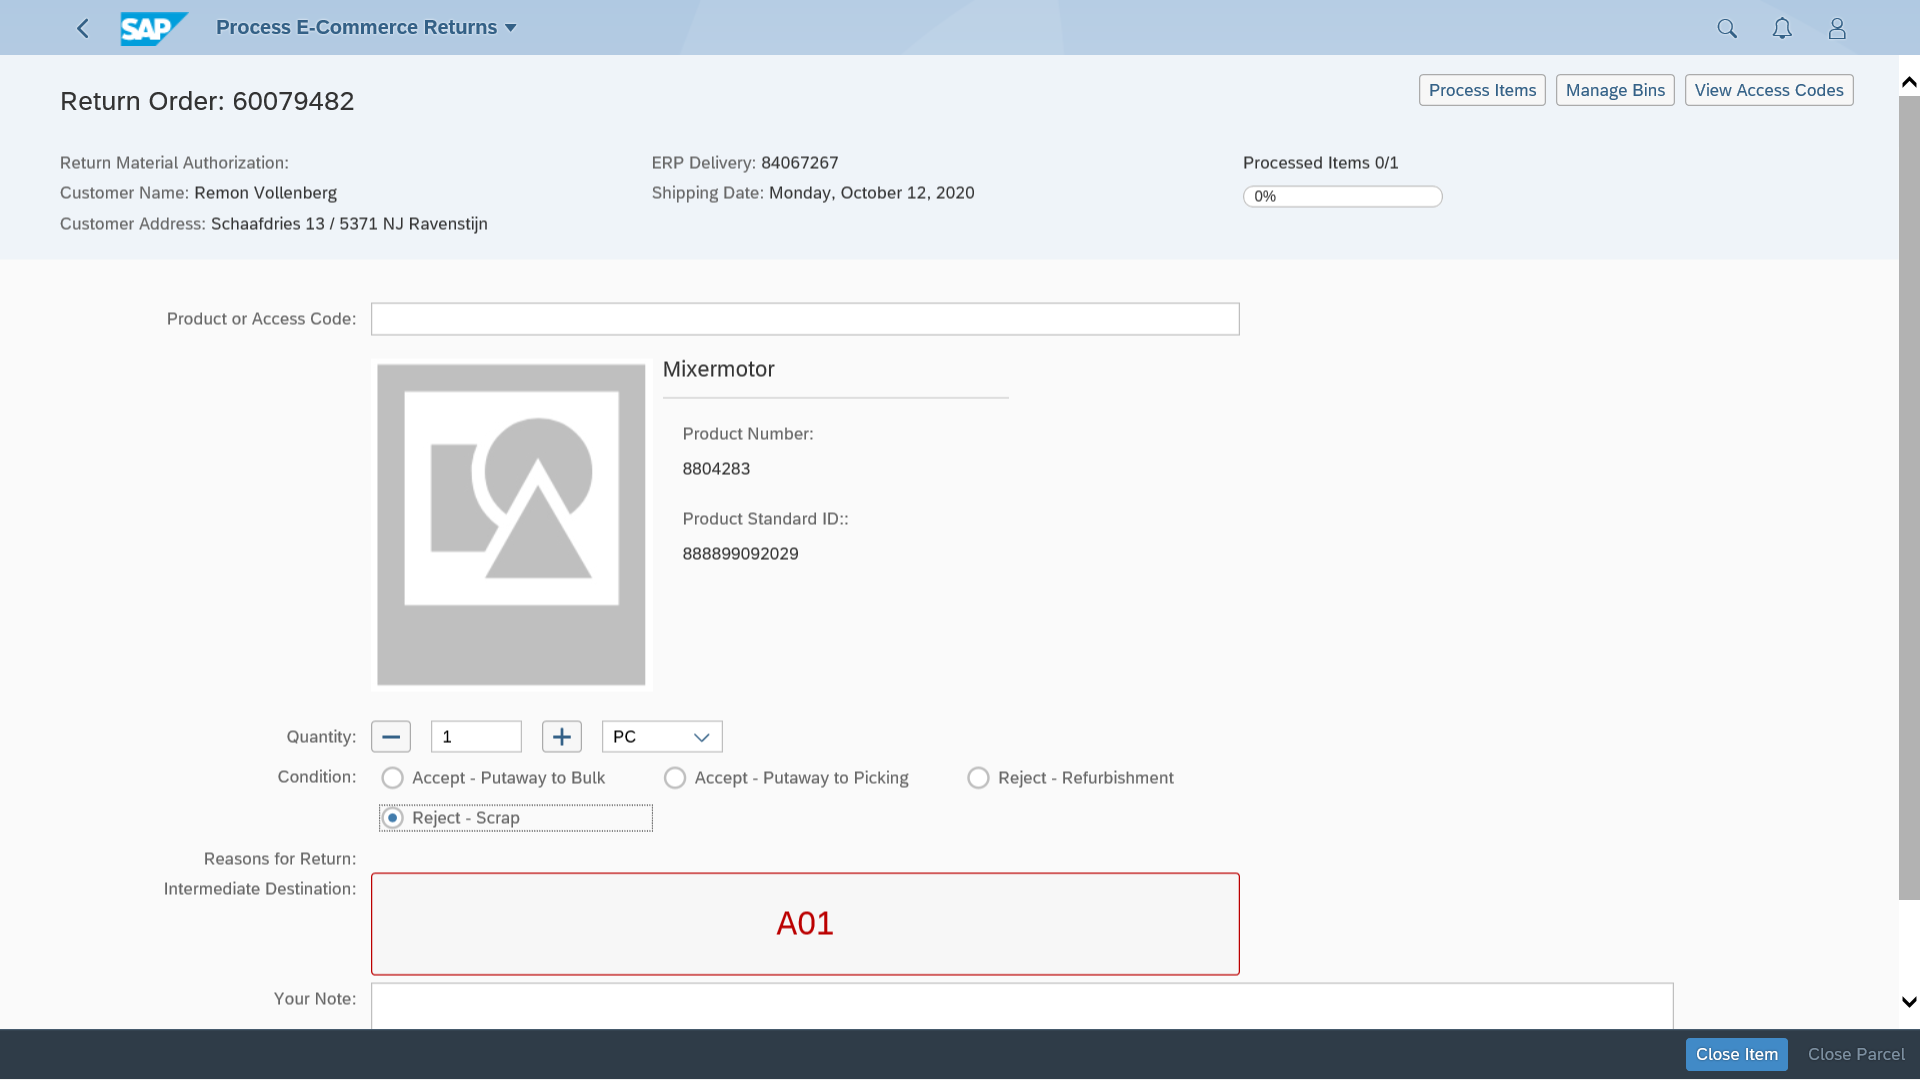 SAP Process E-Commerce Returns
Return Order: 60079482
Process Items Manage Bins View Access Codes
Return Material Authorization:
Customer Name: Remon Vollenberg
Customer Address: Schaafdries 13 / 5371 NJ Ravenstijn
ERP Delivery: 84067267
Shipping Date: Monday, October 12, 2020
Processed Items 0/1
0%
Product or Access Code:
Mixermotor
Product Number:
8804283
Product Standard ID::
888899092029
Quantity: 1 PC
Condition: Accept - Putaway to Bulk Accept - Putaway to Picking Reject - Refurbishment
Reject - Scrap
Reasons for Return:
Intermediate Destination:
A01
Your Note:
Close Item Close Parcel